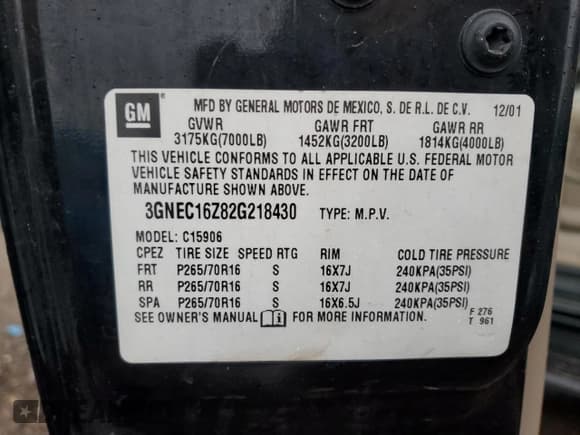 GM
MFD BY GENERAL MOTORS DE MEXICO, S. DE R.L. DE C.V. 12/01
GVWR GAWR FRT GAWR RR
3175KG(7000LB) 1452KG(3200LB) 1814KG(4000LB)
THIS VEHICLE CONFORMS TO ALL APPLICABLE U.S. FEDERAL MOTOR
VEHICLE SAFETY STANDARDS IN EFFECT ON THE DATE OF
MANUFACTURE SHOWN ABOVE.
3GNEC16Z82G218430 TYPE: M.P.V.
MODEL: C15906
CPEZ TIRE SIZE SPEED RTG RIM COLD TIRE PRESSURE
FRT P265/70R16 S 16X7J 240KPA(35PSI)
RR P265/70R16 S 16X7J 240KPA(35PSI)
SPA P265/70R16 S 16X6.5J 240KPA(35PSI)
SEE OWNER'S MANUAL FOR MORE INFORMATION.
F 276
T 961